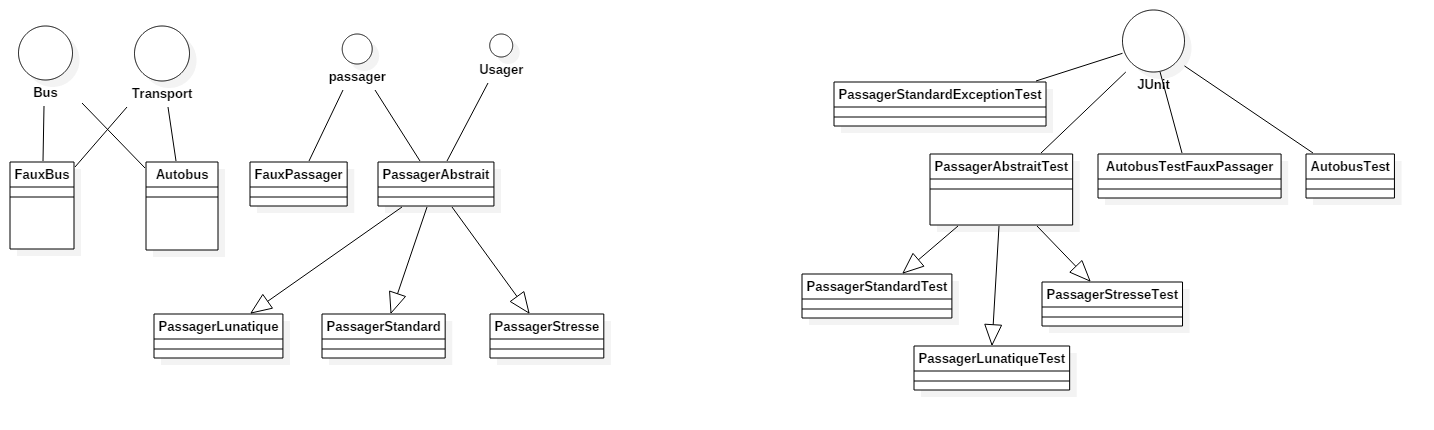 Bus
Transport
passager
Usager
JUnit
PassagerStandardExceptionTest
FauxBus
Autobus
FauxPassager
PassagerAbstrait
PassagerAbstraitTest
AutobusTestFauxPassager
AutobusTest
PassagerLunatique
PassagerStandard
PassagerStresse
PassagerStandardTest
PassagerStresseTest
PassagerLunatiqueTest